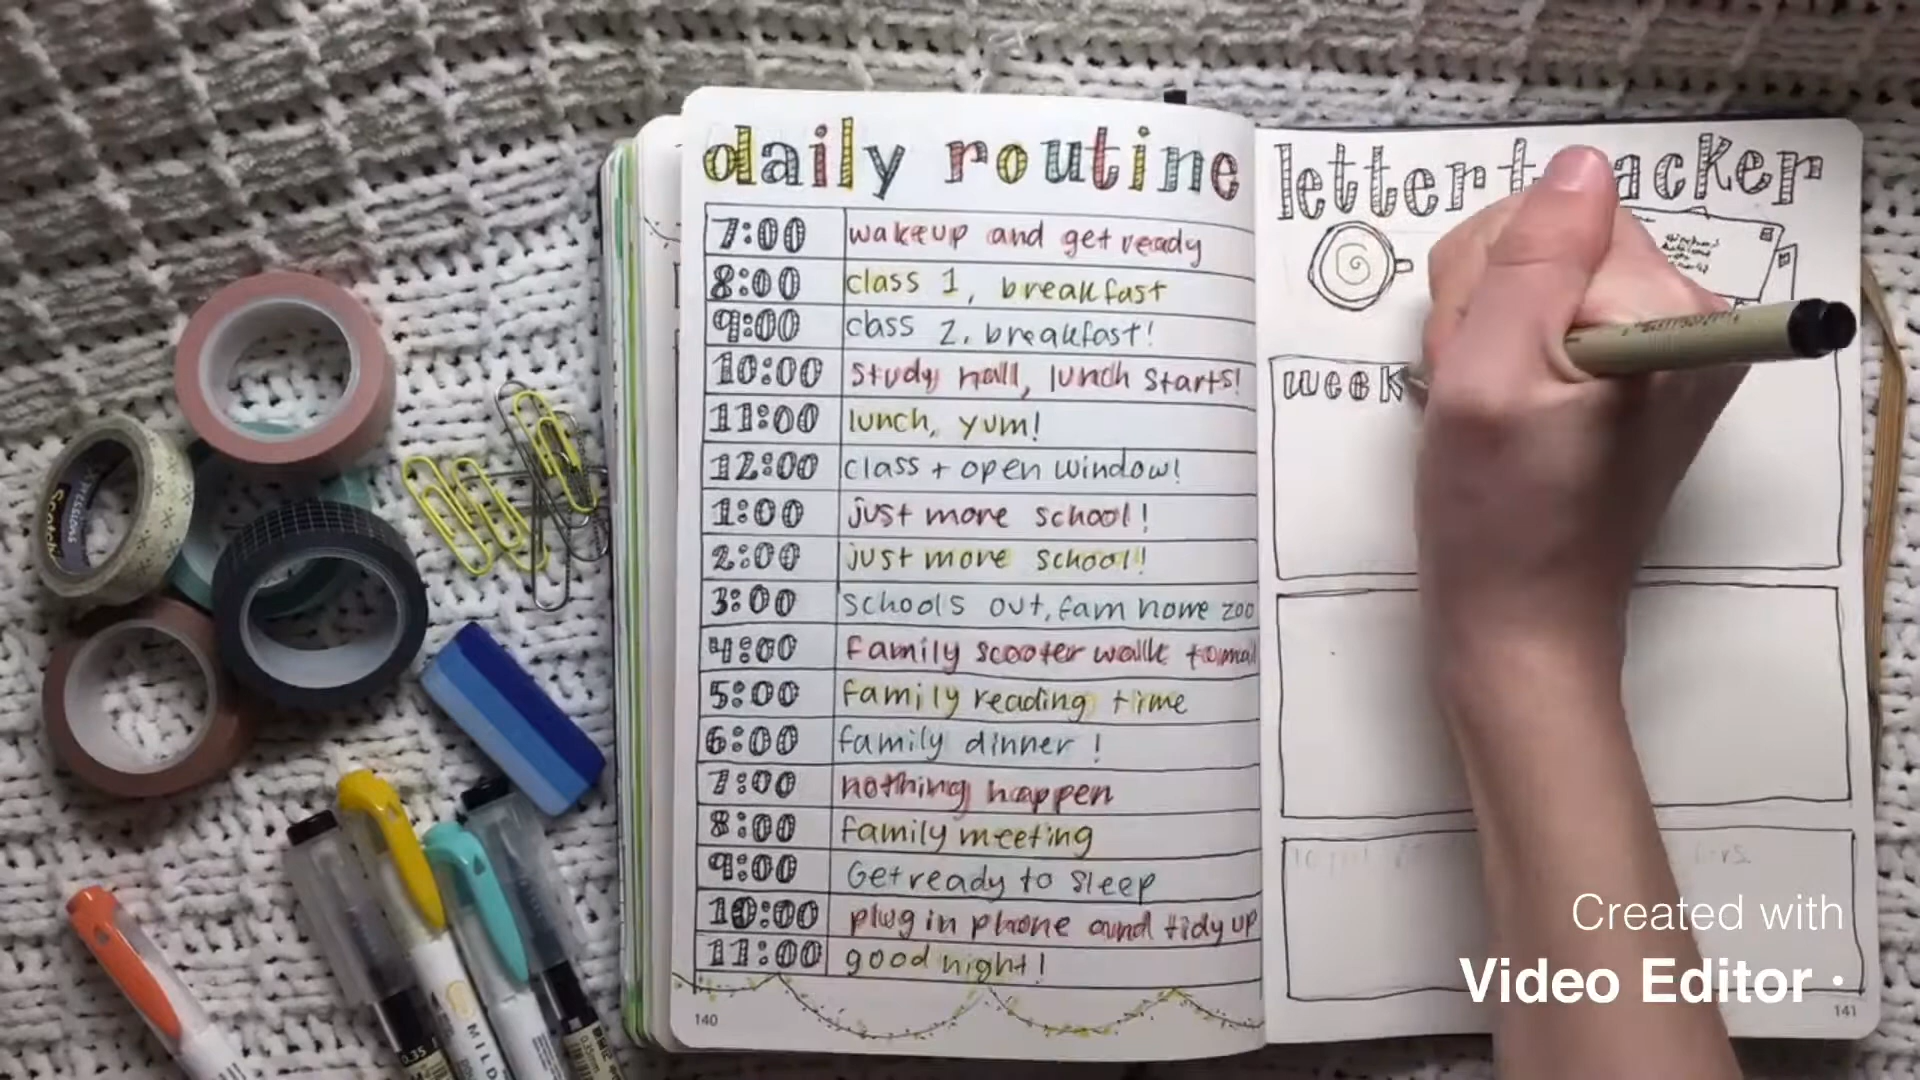 daily routine
7:00 wakeup and get ready
8:00 class 1, breakfast
9:00 class 2, breakfast!
10:00 study hall, lunch starts!
11:00 lunch, yum!
12:00 class + open window!
1:00 just more school!
2:00 just more school!
3:00 schools out, fam home zoo
4:00 family scooter walk to mail
5:00 family reading time
6:00 family dinner !
7:00 nothing happen
8:00 family meeting
9:00 Get ready to sleep
10:00 plug in phone and tidy up
11:00 good night!
140
letter t acker
week
141
Scotch
expressions
MILD
0.35
Created with
Video Editor